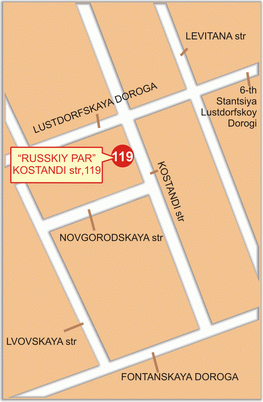 LEVITANA str
6-th
Stantsiya
Lustdorfskoy
Dorogi
LUSTDORFSKAYA DOROGA
“RUSSKIY PAR”
KOSTANDI str,119
119
KOSTANDI str
NOVGORODSKAYA str
LVOVSKAYA str
FONTANSKAYA DOROGA